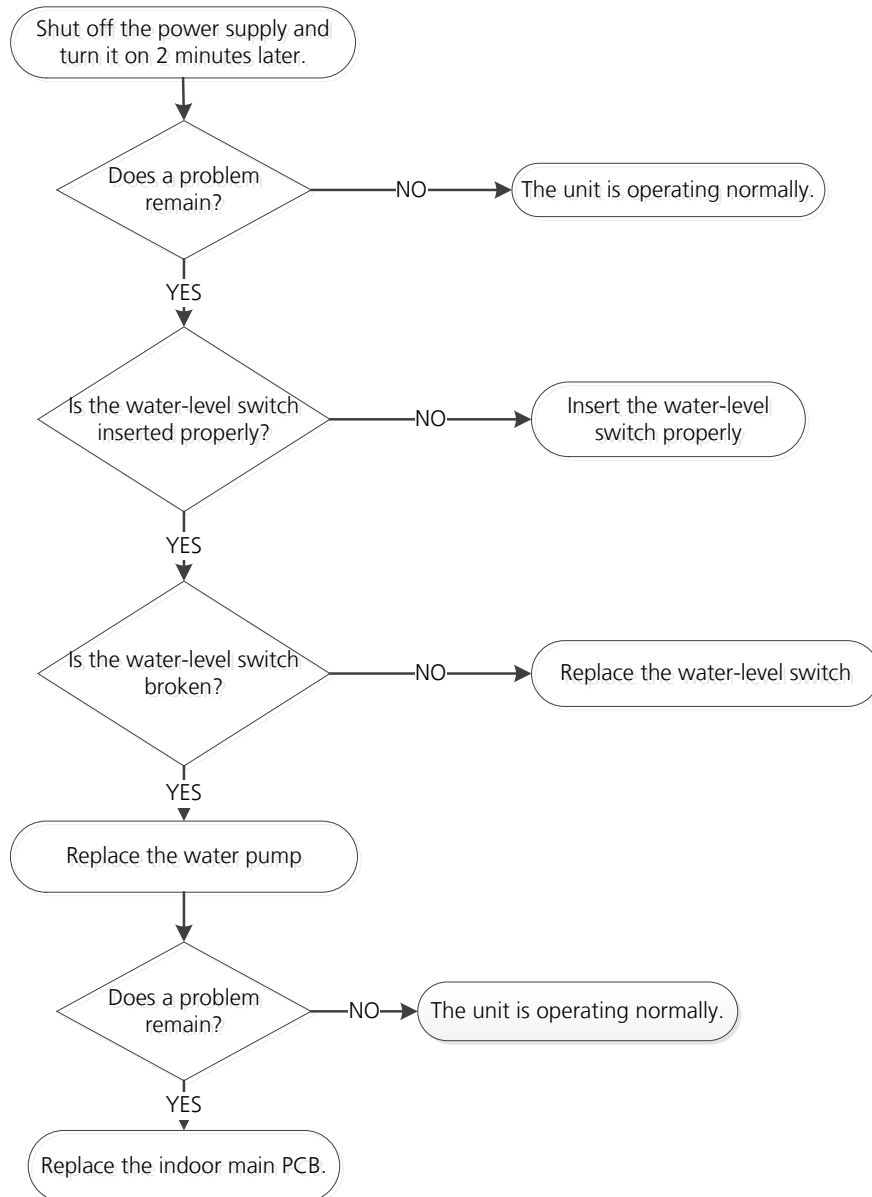 Shut off the power supply and
turn it on 2 minutes later.
Does a problem
remain?
NO
The unit is operating normally.
YES
Is the water-level switch
inserted properly?
NO
Insert the water-level
switch properly
YES
Is the water-level switch
broken?
NO
Replace the water-level switch
YES
Replace the water pump
Does a problem
remain?
NO
The unit is operating normally.
YES
Replace the indoor main PCB.